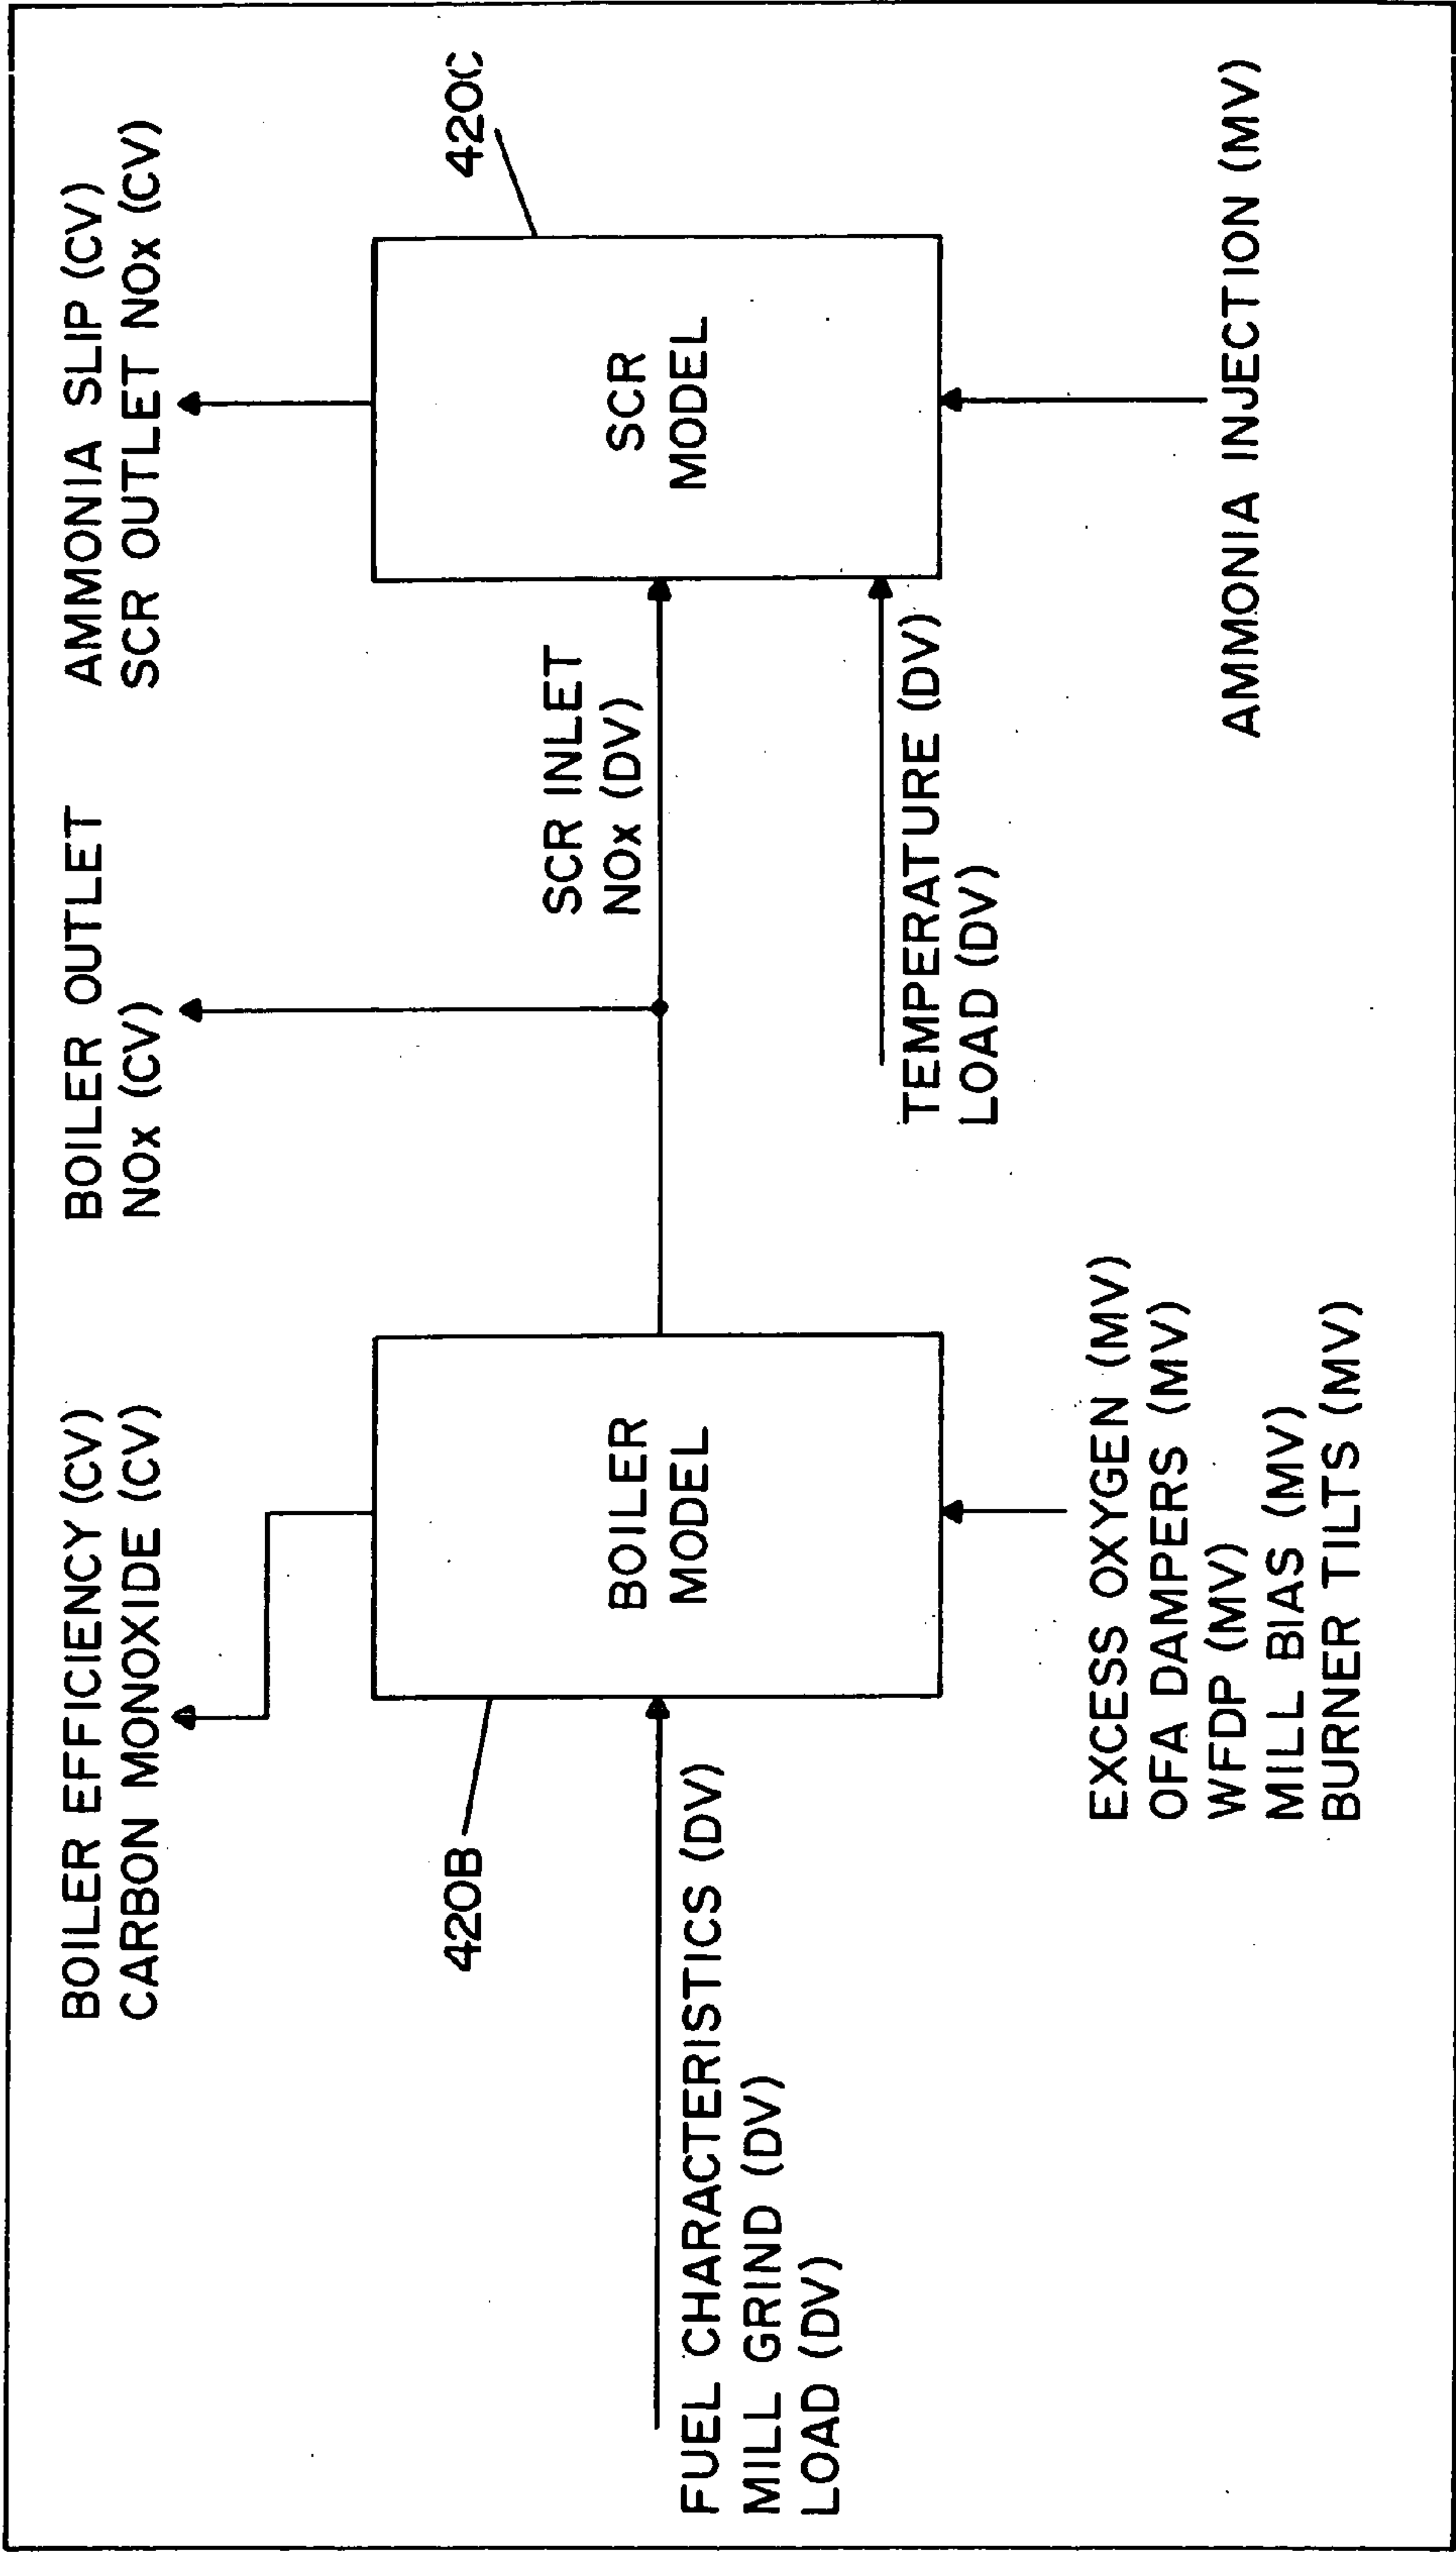 BOILER EFFICIENCY (CV)
CARBON MONOXIDE (CV)
BOILER OUTLET
NOx (CV)
AMMONIA SLIP (CV)
SCR OUTLET NOx (CV)
420B
BOILER
MODEL
SCR INLET
NOx (DV)
SCR
MODEL
420C
FUEL CHARACTERISTICS (DV)
MILL GRIND (DV)
LOAD (DV)
TEMPERATURE (DV)
LOAD (DV)
EXCESS OXYGEN (MV)
OFA DAMPERS (MV)
WFDP (MV)
MILL BIAS (MV)
BURNER TILTS (MV)
AMMONIA INJECTION (MV)